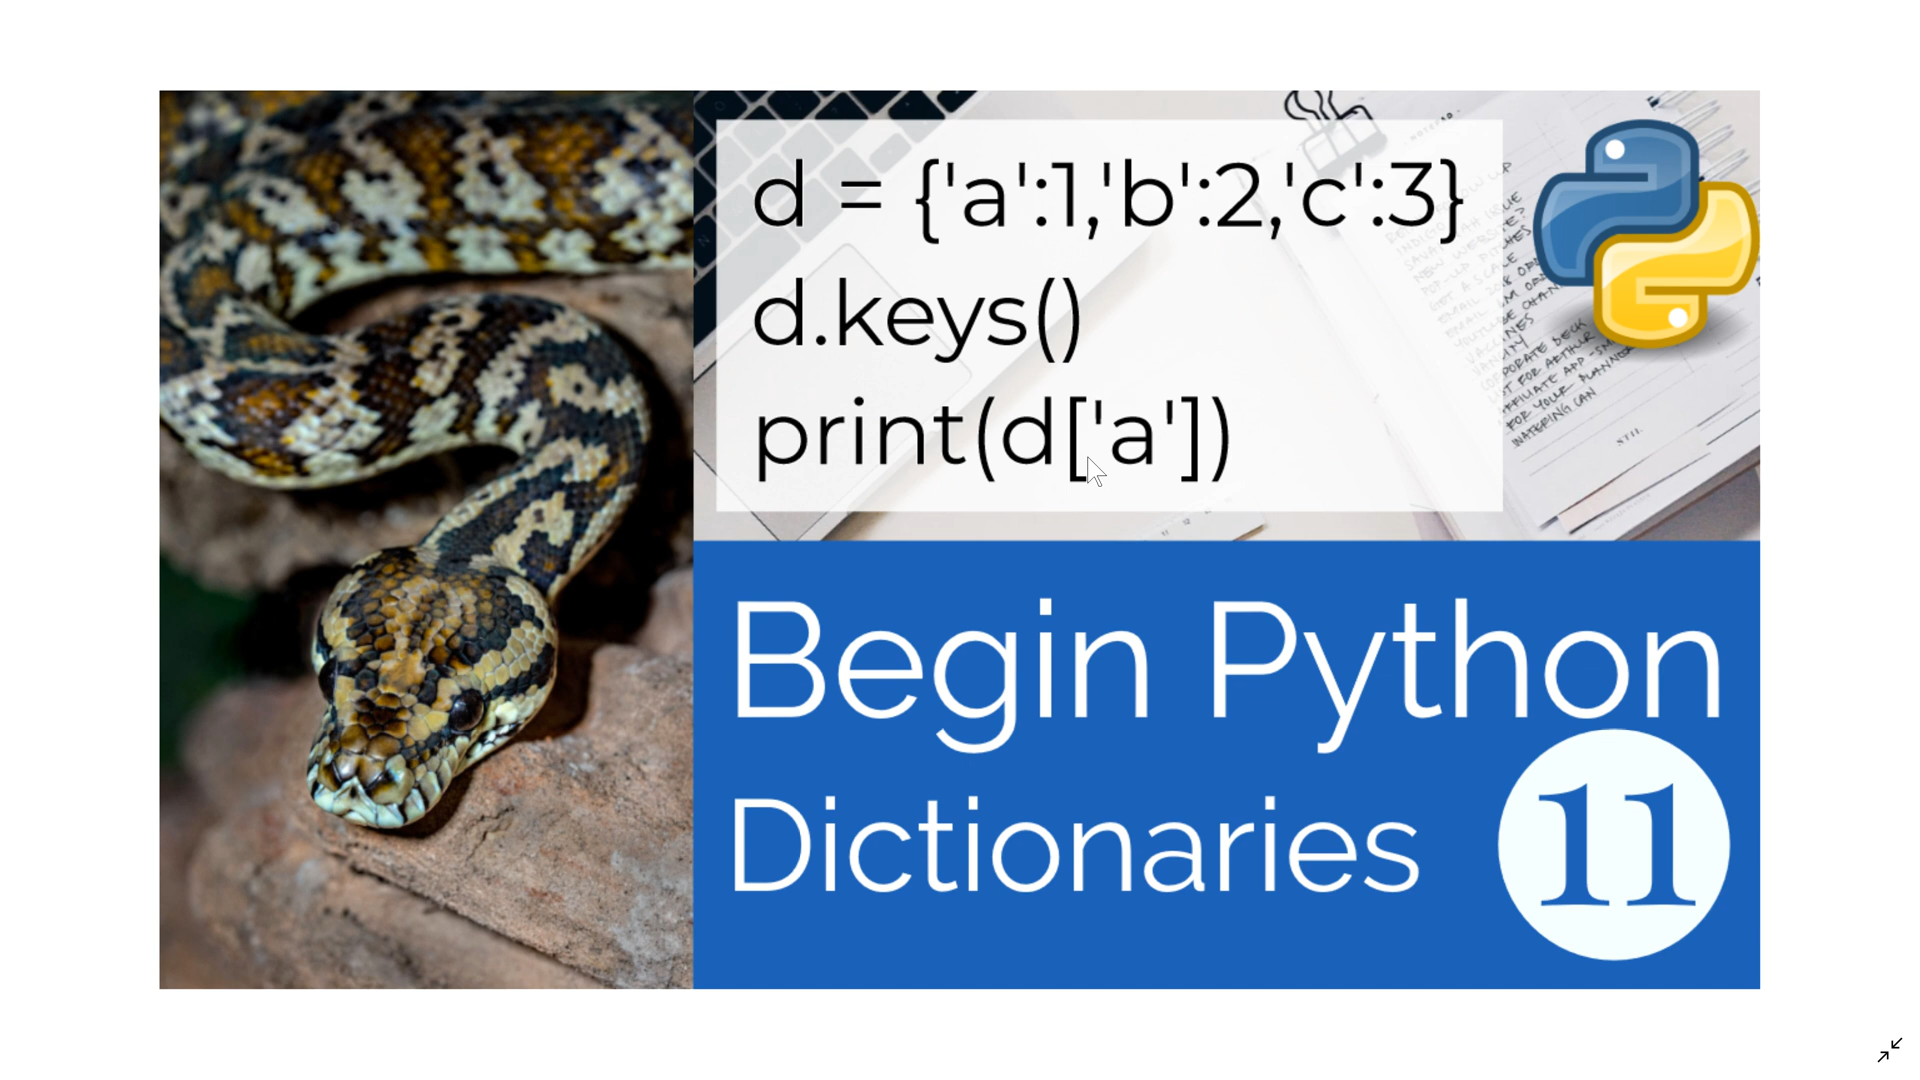 d = {'a':1,'b':2,'c':3}
d.keys()
print(d['a'])
Begin Python
Dictionaries
11